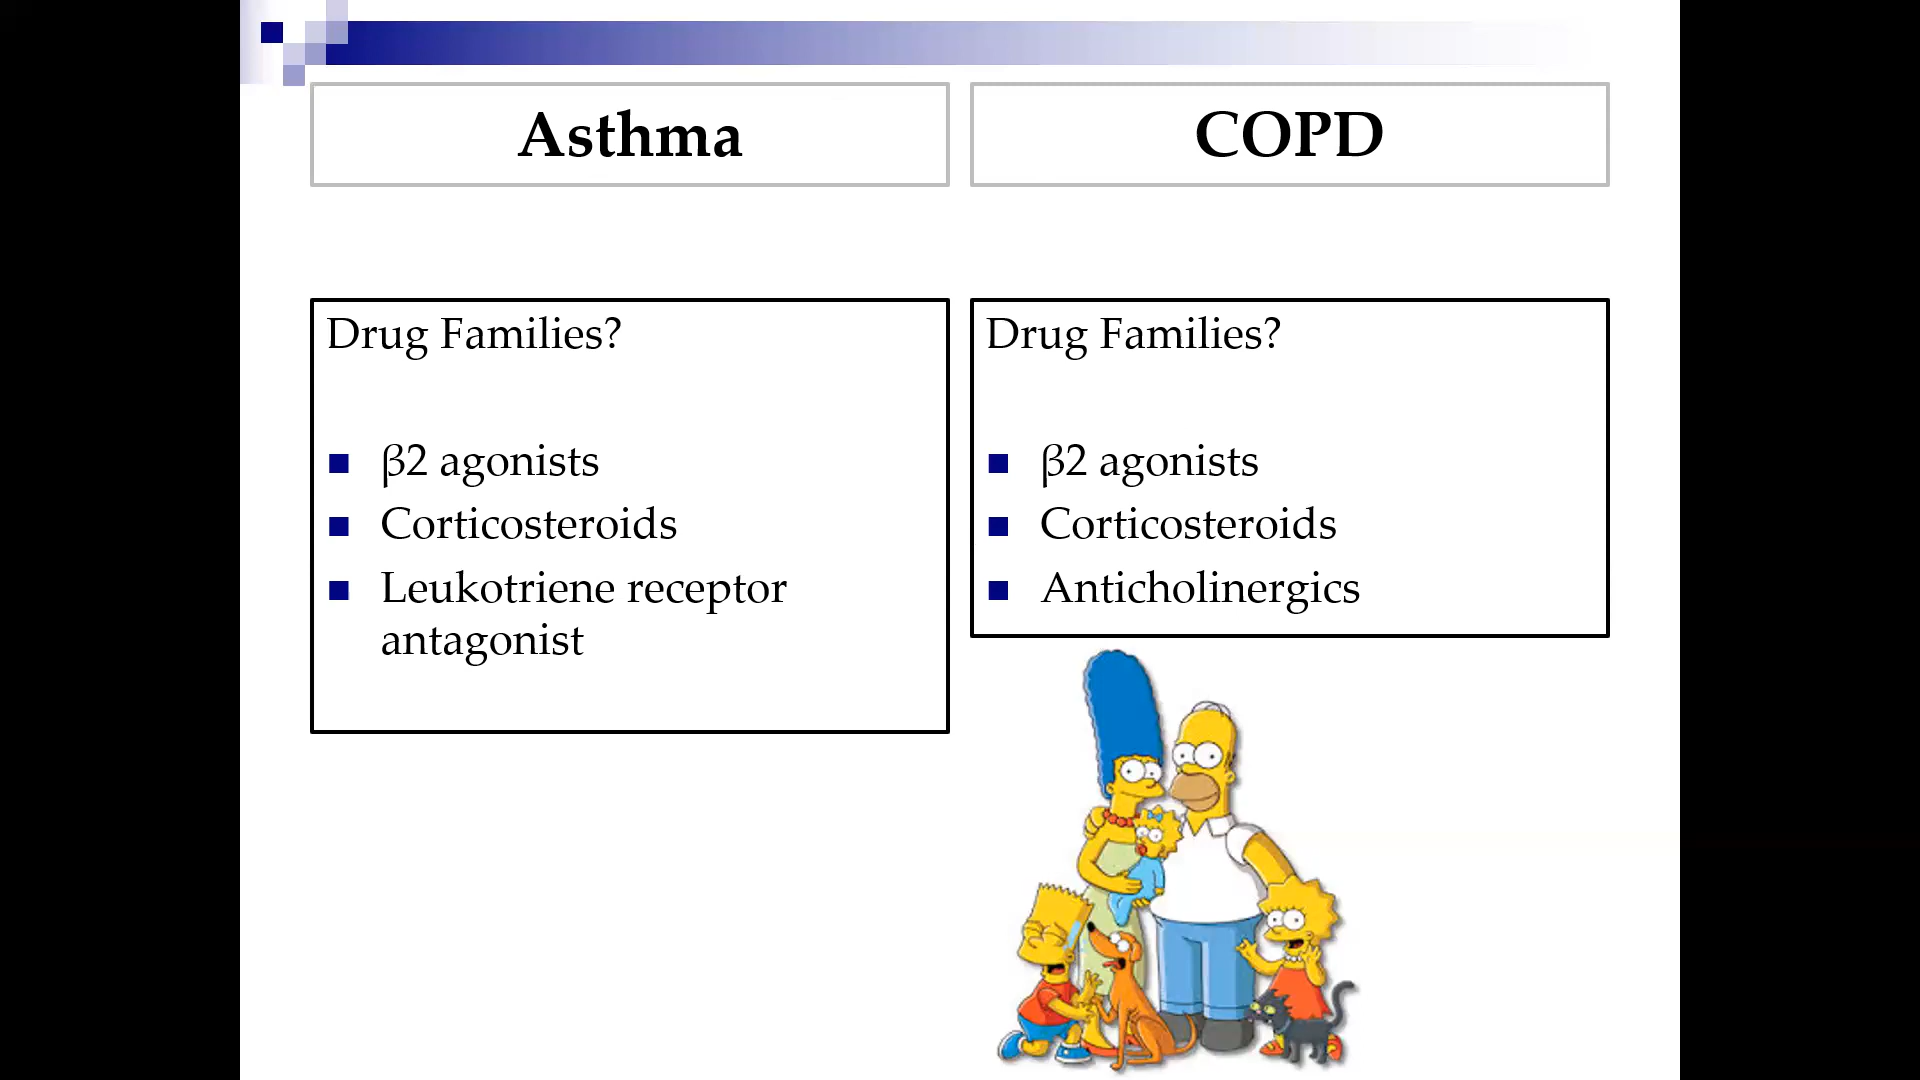 Asthma
COPD
Drug Families?
β2 agonists
Corticosteroids
Leukotriene receptor
antagonist
Drug Families?
β2 agonists
Corticosteroids
Anticholinergics